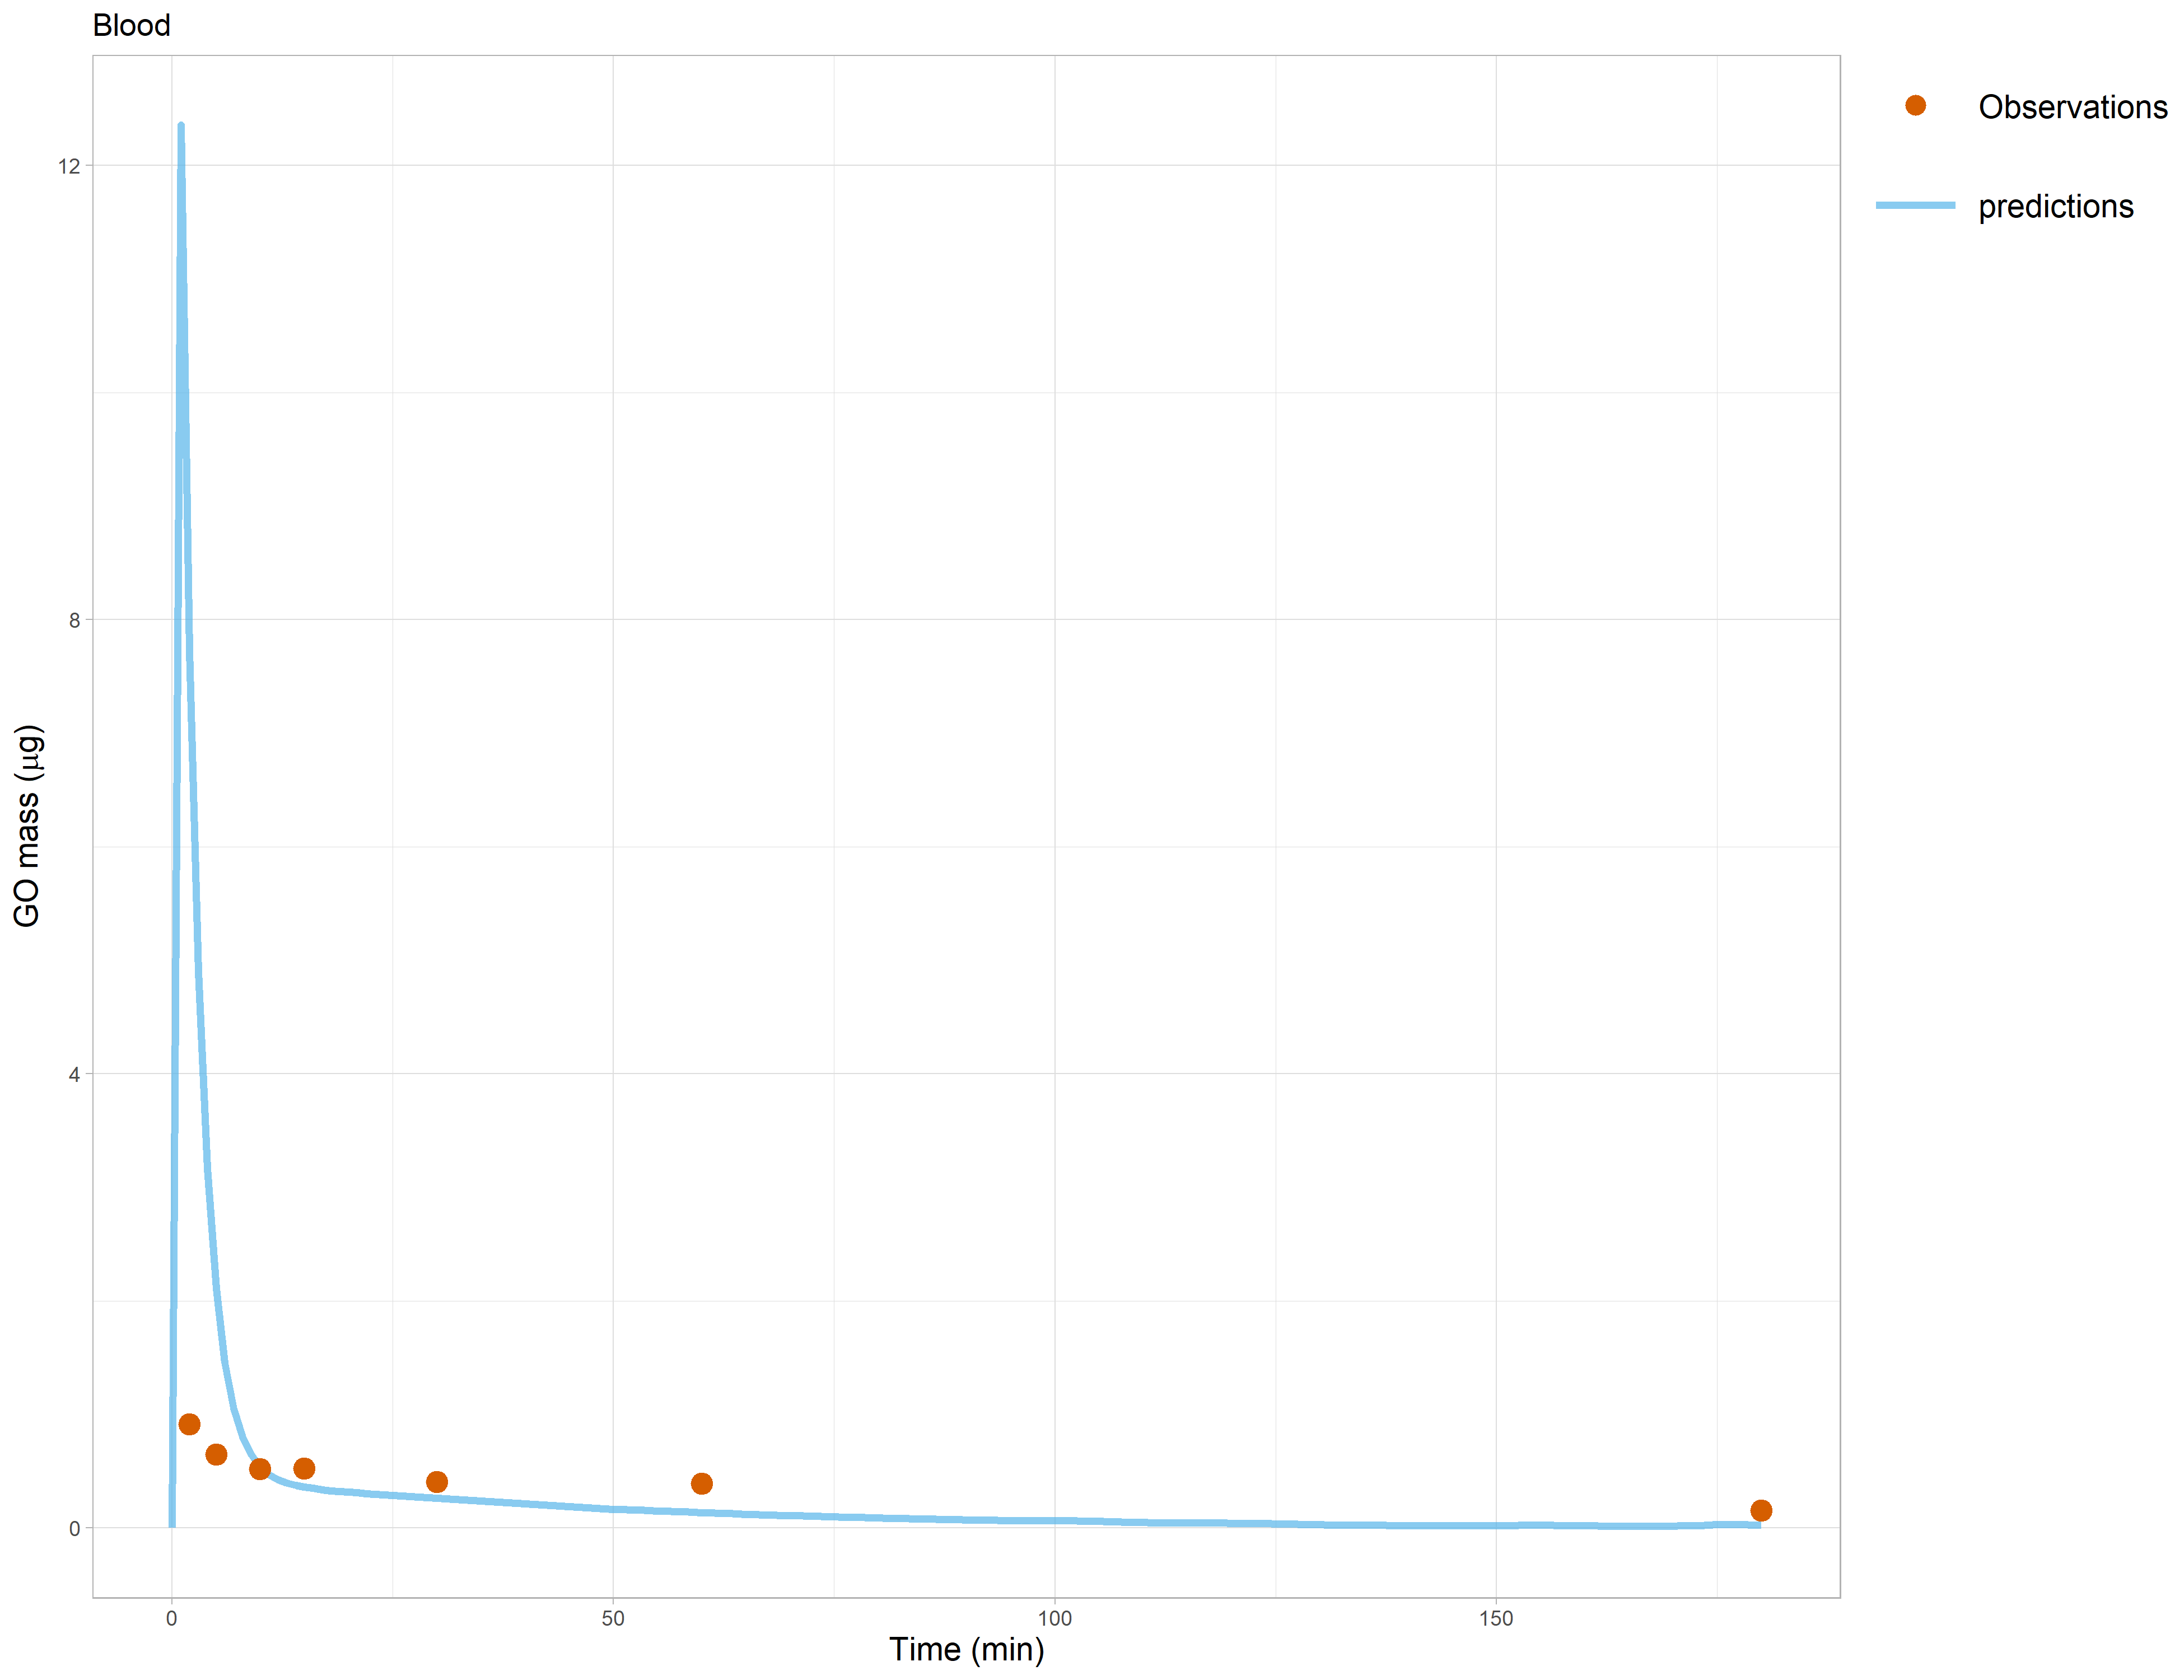 Blood
Observations
predictions
GO mass (μg)
12
8
4
0
0 50 100 150
Time (min)